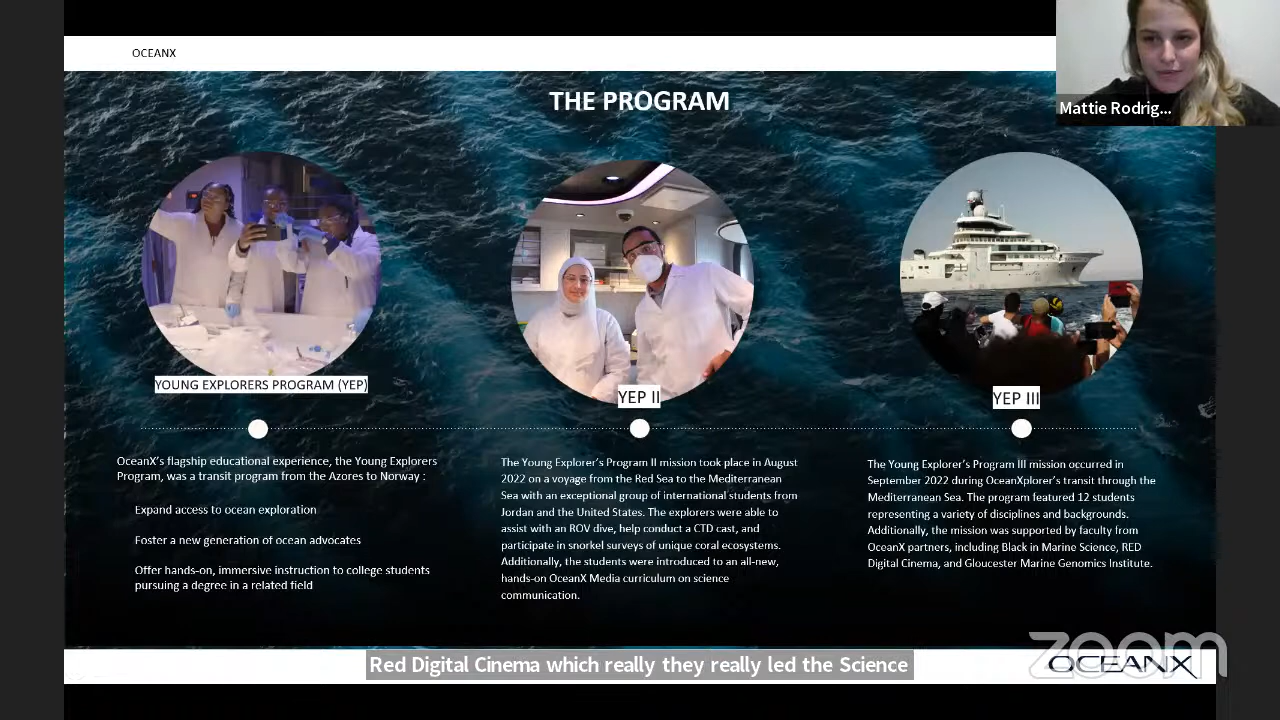 OCEANX
Mattie Rodrig...
THE PROGRAM
YOUNG EXPLORERS PROGRAM (YEP)
OceanX's flagship educational experience, the Young Explorers
Program, was a transit program from the Azores to Norway :
Expand access to ocean exploration
Foster a new generation of ocean advocates
Offer hands-on, immersive instruction to college students
pursuing a degree in a related field
YEP II
The Young Explorer's Program II mission took place in August
2022 on a voyage from the Red Sea to the Mediterranean
Sea with an exceptional group of international students from
Jordan and the United States. The explorers were able to
assist with an ROV dive, help conduct a CTD cast, and
participate in snorkel surveys of unique coral ecosystems.
Additionally, the students were introduced to an all-new,
hands-on OceanX Media curriculum on science
communication.
YEP III
The Young Explorer's Program III mission occurred in
September 2022 during OceanXplorer's transit through the
Mediterranean Sea. The program featured 12 students
representing a variety of disciplines and backgrounds.
Additionally, the mission was supported by faculty from
OceanX partners, including Black in Marine Science, RED
Digital Cinema, and Gloucester Marine Genomics Institute.
Red Digital Cinema which really they really led the Science
zoom
OCEANX